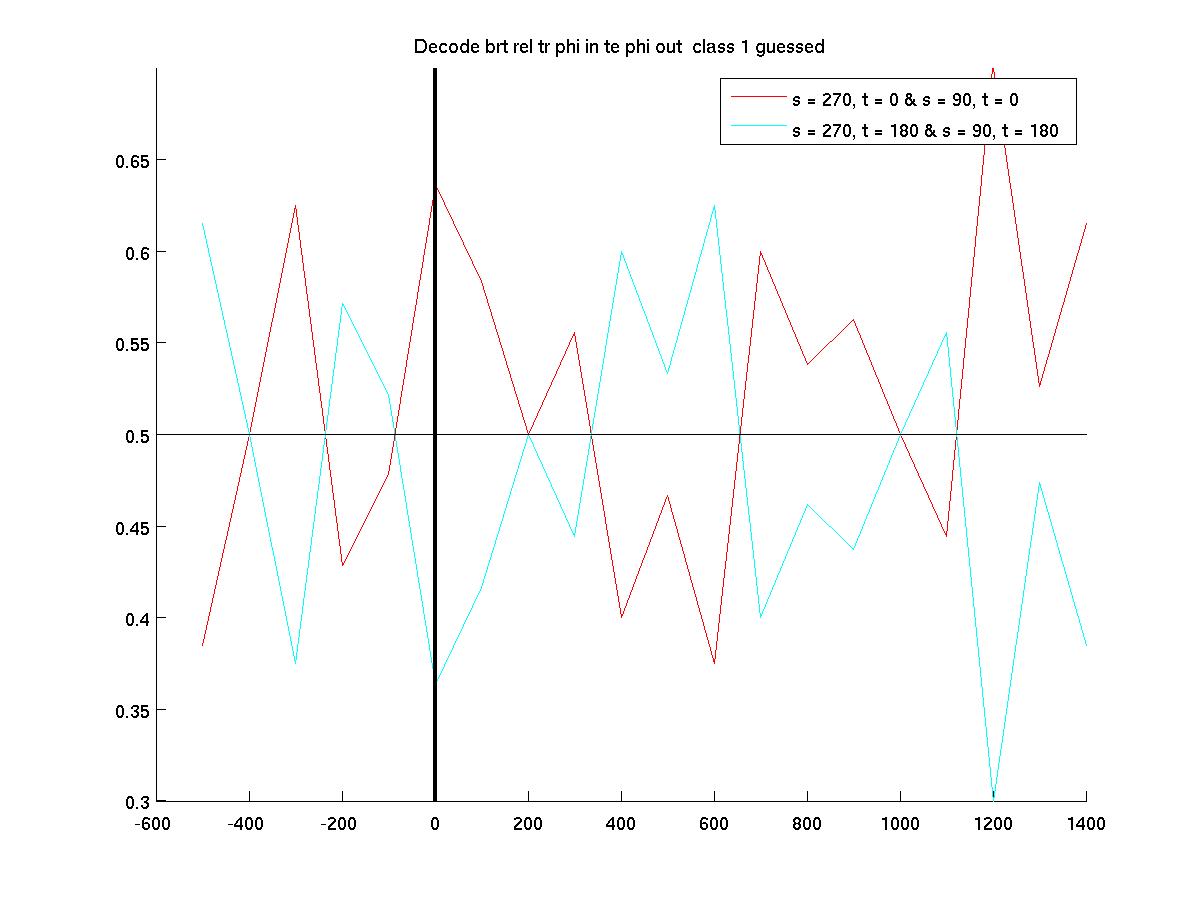 Decode brt rel tr phi in te phi out  class 1 guessed
s = 270, t = 0 & s = 90, t = 0
s = 270, t = 180 & s = 90, t = 180
0.65
0.6
0.55
0.5
0.45
0.4
0.35
0.3
-600 -400 -200 0 200 400 600 800 1000 1200 1400